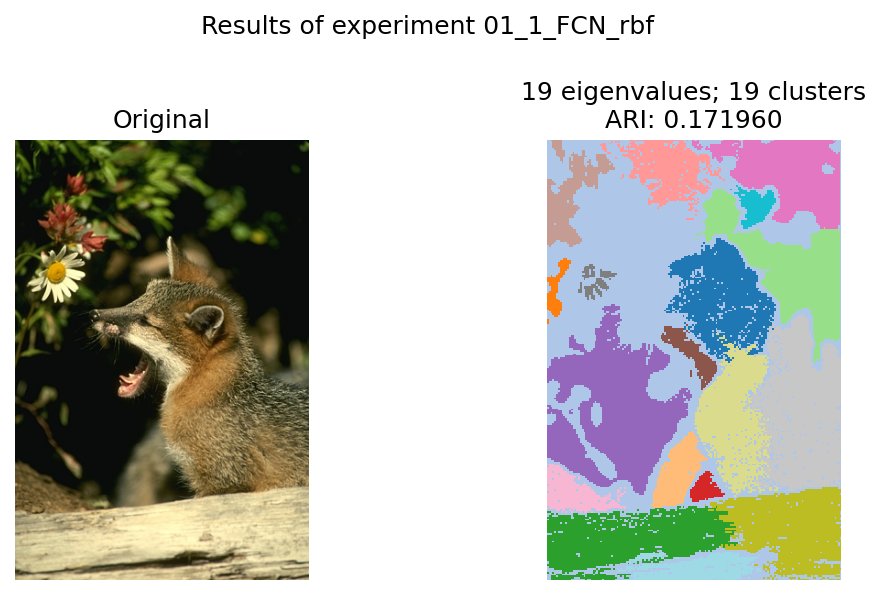 Results of experiment 01_1_FCN_rbf
Original
19 eigenvalues; 19 clusters
ARI: 0.171960